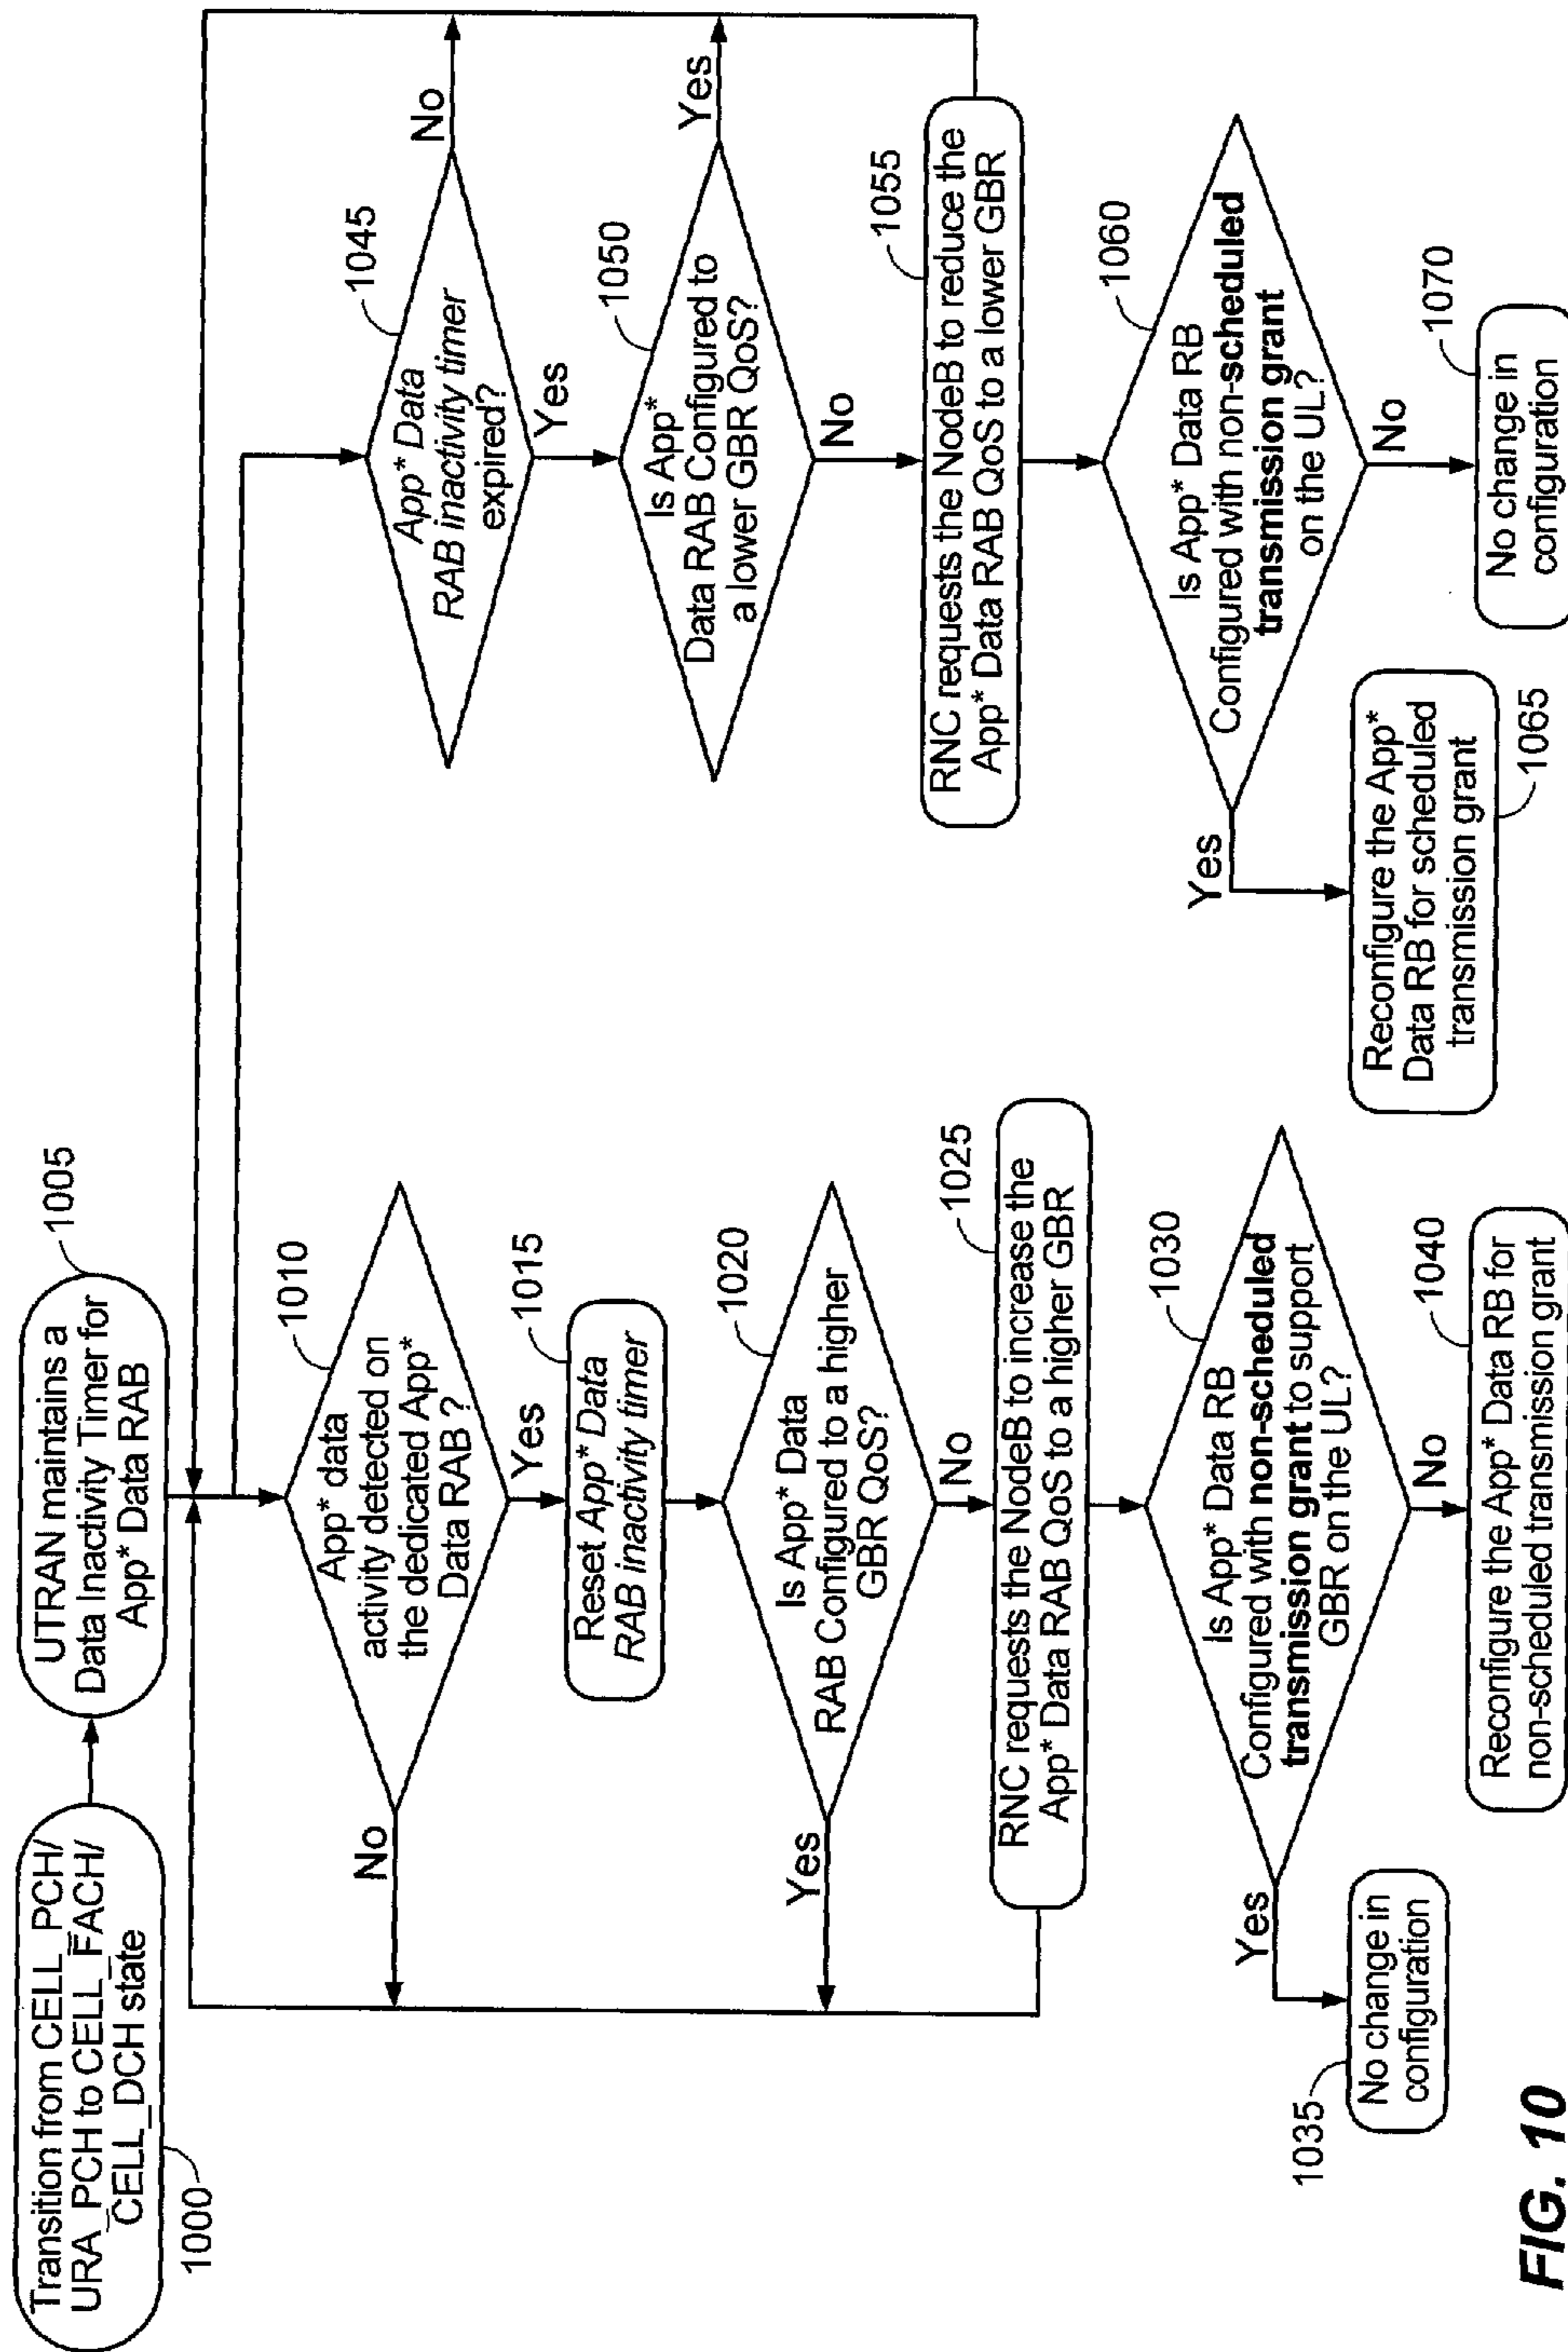 Transition from CELL_PCH/
URA_PCH to CELL_FACH/
CELL_DCH state
1000
UTRAN maintains a
Data Inactivity Timer for
App* Data RAB
1005
App* data
activity detected on
the dedicated App*
Data RAB ?
1010
No
Yes
Reset App* Data
RAB inactivity timer
1015
Is App* Data
RAB Configured to a higher
GBR QoS?
1020
Yes
No
RNC requests the NodeB to increase the
App* Data RAB QoS to a higher GBR
1025
Is App* Data RB
Configured with non-scheduled
transmission grant to support
GBR on the UL?
1030
Yes
No
No change in
configuration
1035
Reconfigure the App* Data RB for
non-scheduled transmission grant
1040
App* Data
RAB inactivity timer
expired?
1045
No
Yes
Is App*
Data RAB Configured to
a lower GBR QoS?
1050
Yes
No
RNC requests the NodeB to reduce the
App* Data RAB QoS to a lower GBR
1055
Is App* Data RB
Configured with non-scheduled
transmission grant
on the UL?
1060
Yes
No
Reconfigure the App*
Data RB for scheduled
transmission grant
1065
No change in
configuration
1070
FIG. 10